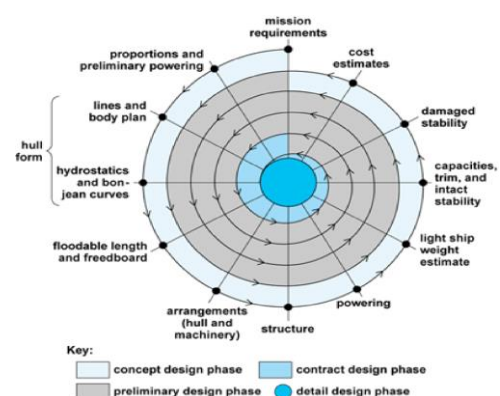 mission
requirements
proportions and
preliminary powering
cost
estimates
lines and
body plan
damaged
stability
hull
form
hydrostatics
and bon-
jean curves
capacities,
trim, and
intact
stability
floodable length
and freedboard
light ship
weight
estimate
arrangements
(hull and
machinery)
structure
powering
Key:
concept design phase
contract design phase
preliminary design phase
detail design phase